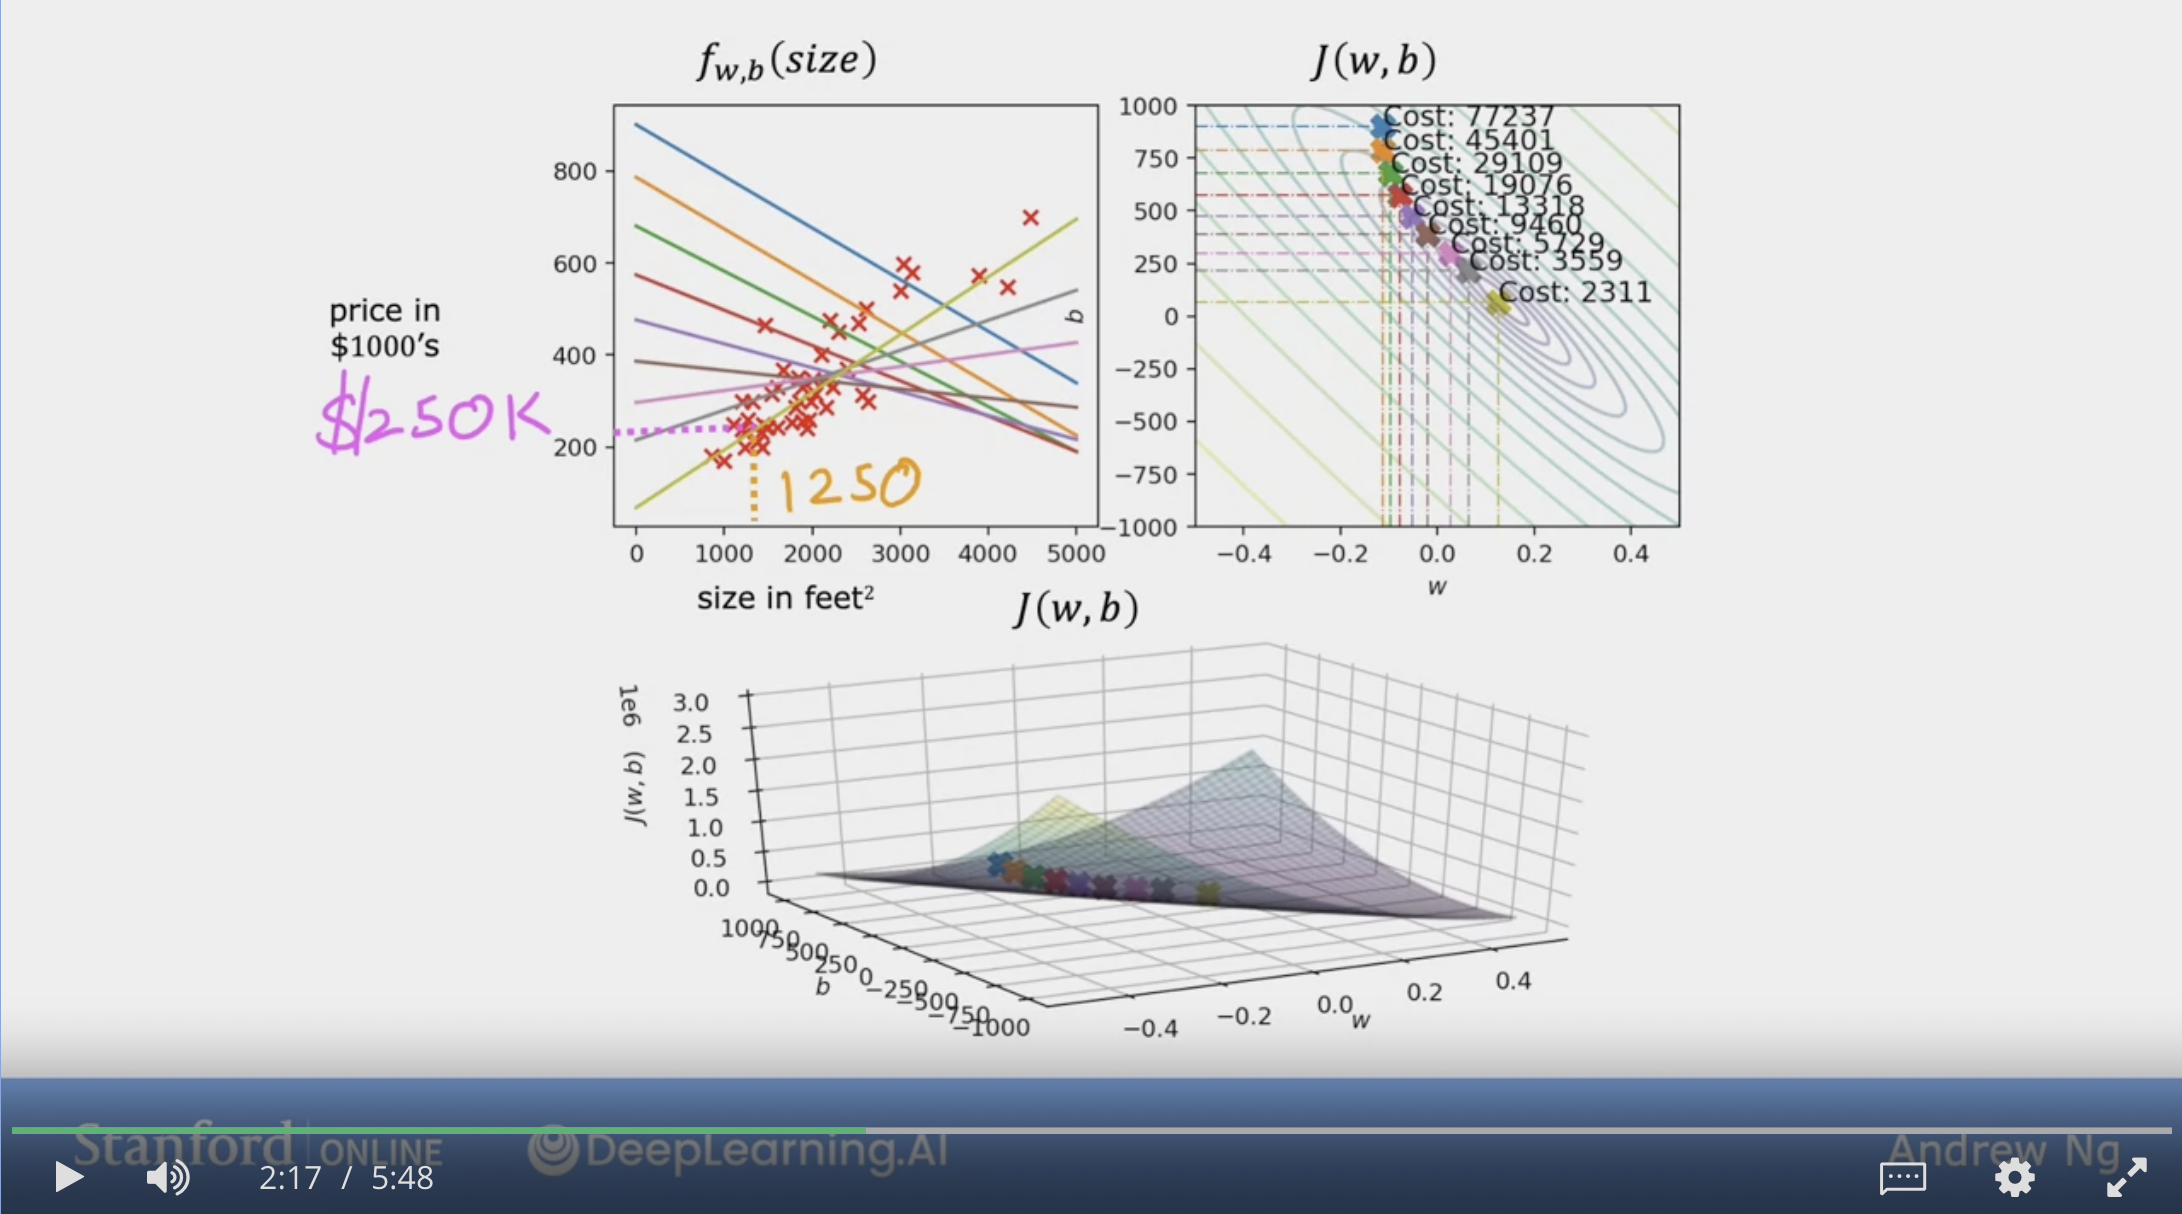 f_{w,b}(size)
J(w, b)
price in
$1000's
$250K
800
600
400
200
1250
0 1000 2000 3000 4000 5000
size in feet²
1000
750
500
250
0
−250
−500
−750
−1000
b
Cost: 77237
Cost: 45401
Cost: 29109
Cost: 19076
Cost: 13318
Cost: 9460
Cost: 5729
Cost: 3559
Cost: 2311
−0.4 −0.2 0.0 0.2 0.4
w
J(w, b)
1e6
J(w, b)
3.0
2.5
2.0
1.5
1.0
0.5
0.0
1000
750
500
250
0
−250
−500
−750
−1000
b
−0.4 −0.2 0.0 0.2 0.4
w
Stanford | ONLINE DeepLearning.AI Andrew Ng
2:17 / 5:48